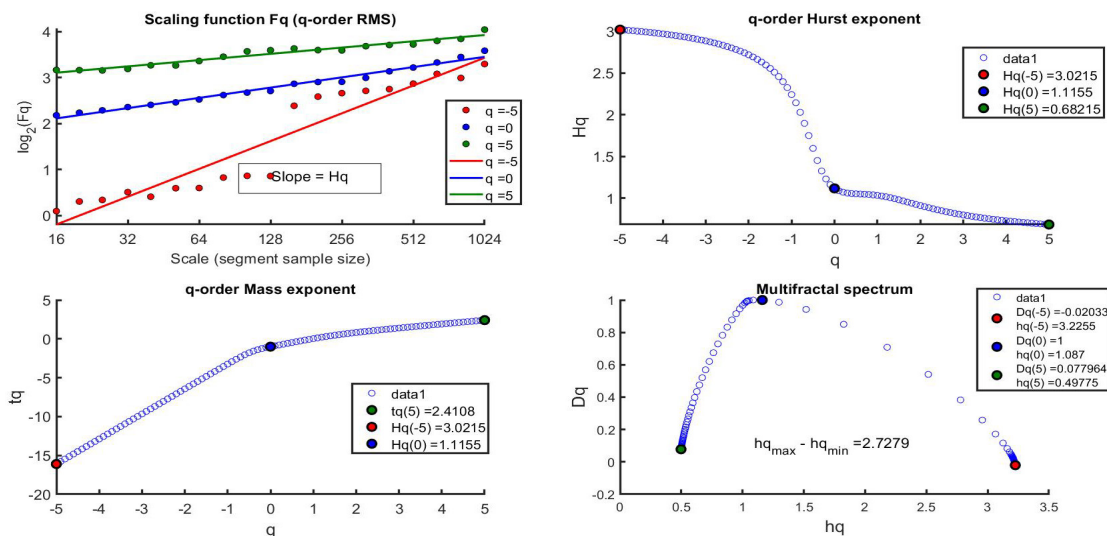 Scaling function Fq (q-order RMS)
4
3
2
1
0
log2(Fq)
16
32
64
128
256
512
1024
Scale (segment sample size)
Slope = Hq
q =-5
q =0
q =5
q =-5
q =0
q =5
q-order Hurst exponent
3
2.5
2
1.5
1
Hq
-5
-4
-3
-2
-1
0
1
2
3
4
5
q
data1
Hq(-5) =3.0215
Hq(0) =1.1155
Hq(5) =0.68215
q-order Mass exponent
10
5
0
-5
-10
-15
-20
tq
-5
-4
-3
-2
-1
0
1
2
3
4
5
q
data1
tq(5) =2.4108
Hq(-5) =3.0215
Hq(0) =1.1155
Multifractal spectrum
1
0.8
0.6
0.4
0.2
0
-0.2
Dq
0
0.5
1
1.5
2
2.5
3
3.5
hq
hqmax - hqmin =2.7279
data1
Dq(-5) =-0.02033
hq(-5) =3.2255
Dq(0) =1
hq(0) =1.087
Dq(5) =0.077964
hq(5) =0.49775